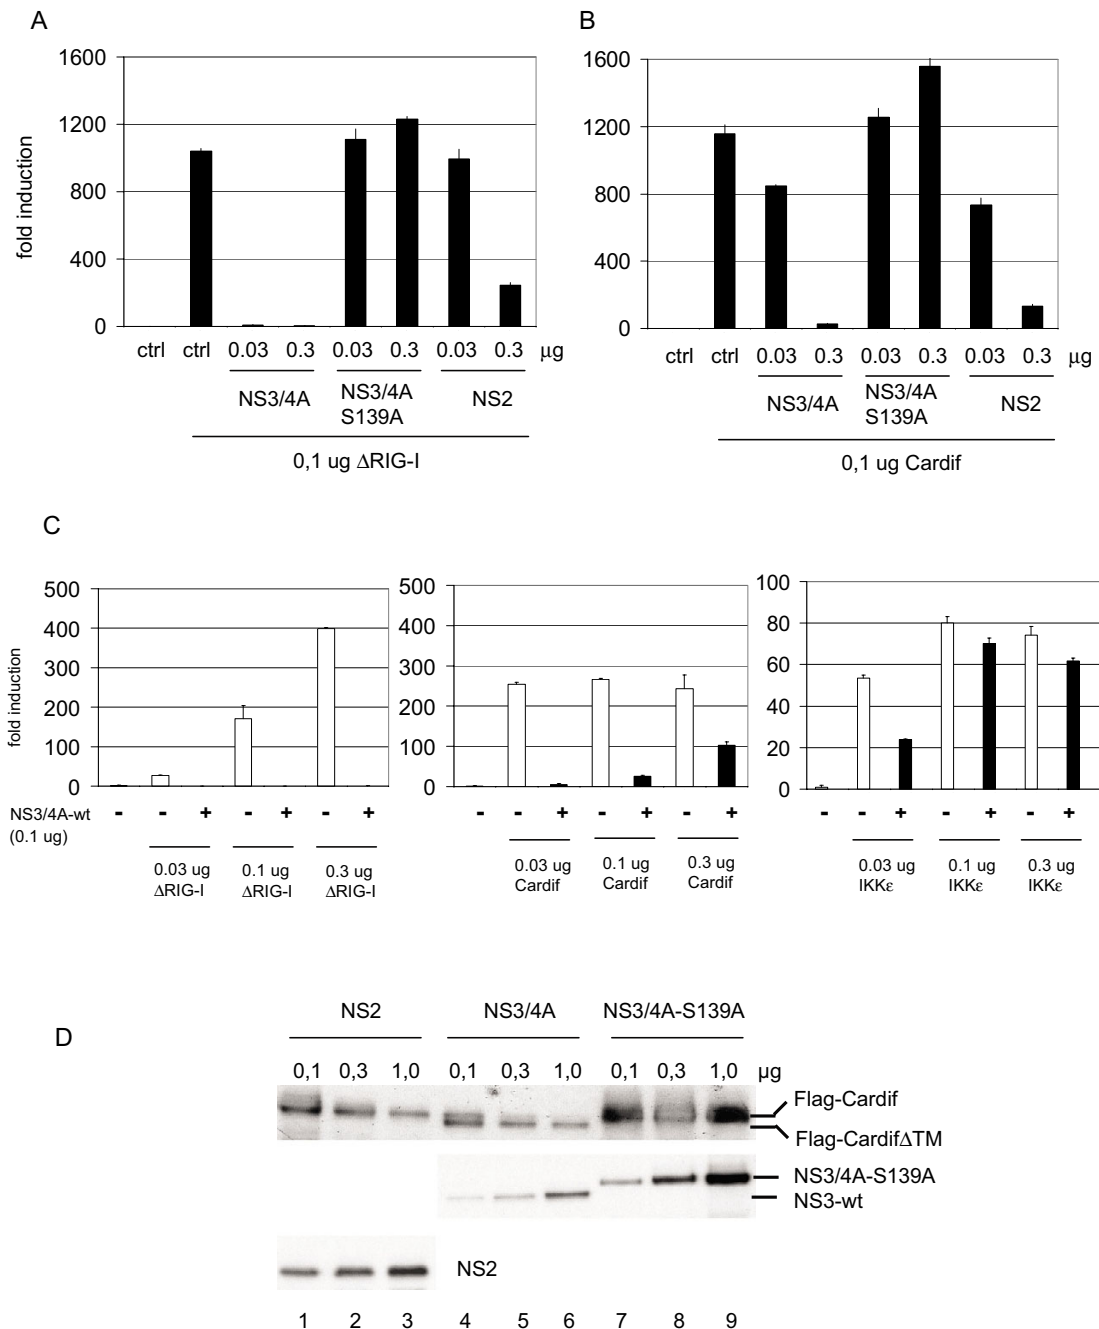 A
1600
1200
800
400
0
fold induction
ctrl ctrl 0.03 0.3 0.03 0.3 0.03 0.3 µg
NS3/4A
NS3/4A
S139A
NS2
0,1 ug ΔRIG-I
B
1600
1200
800
400
0
ctrl ctrl 0.03 0.3 0.03 0.3 0.03 0.3 µg
NS3/4A
NS3/4A
S139A
NS2
0,1 ug Cardif
C
500
400
300
200
100
0
fold induction
NS3/4A-wt
(0.1 ug)
- - + - + - +
0.03 ug
ΔRIG-I
0.1 ug
ΔRIG-I
0.3 ug
ΔRIG-I
500
400
300
200
100
0
- - + - + - +
0.03 ug
Cardif
0.1 ug
Cardif
0.3 ug
Cardif
100
80
60
40
20
0
- - + - + - +
0.03 ug
IKKε
0.1 ug
IKKε
0.3 ug
IKKε
D
NS2 NS3/4A NS3/4A-S139A
0,1 0,3 1,0 0,1 0,3 1,0 0,1 0,3 1,0 µg
Flag-Cardif
Flag-CardifΔTM
NS3/4A-S139A
NS3-wt
NS2
1 2 3 4 5 6 7 8 9